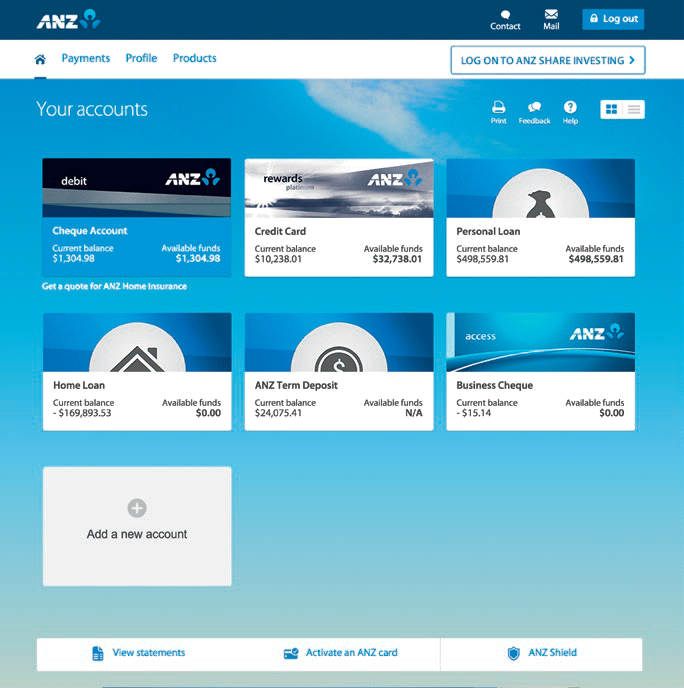 ANZ
Contact
Mail
Log out
Payments
Profile
Products
LOG ON TO ANZ SHARE INVESTING
Your accounts
Print
Feedback
Help
debit
ANZ
Cheque Account
Current balance Available funds
$1,304.98 $1,304.98
Get a quote for ANZ Home Insurance
rewards
platinum
ANZ
Credit Card
Current balance Available funds
$10,238.01 $32,738.01
Personal Loan
Current balance Available funds
$498,559.81 $498,559.81
Home Loan
Current balance Available funds
- $169,893.53 $0.00
$
ANZ Term Deposit
Current balance Available funds
$24,075.41 N/A
access
ANZ
Business Cheque
Current balance Available funds
- $15.14 $0.00
Add a new account
View statements
Activate an ANZ card
ANZ Shield